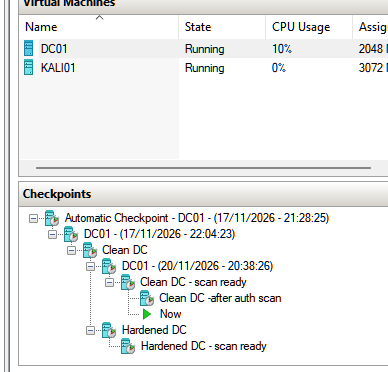 Virtual Machines
Name State CPU Usage Assig
DC01 Running 10% 2048
KALI01 Running 0% 3072
Checkpoints
Automatic Checkpoint - DC01 - (17/11/2026 - 21:28:25)
DC01 - (17/11/2026 - 22:04:23)
Clean DC
DC01 - (20/11/2026 - 20:38:26)
Clean DC - scan ready
Clean DC -after auth scan
Now
Hardened DC
Hardened DC - scan ready